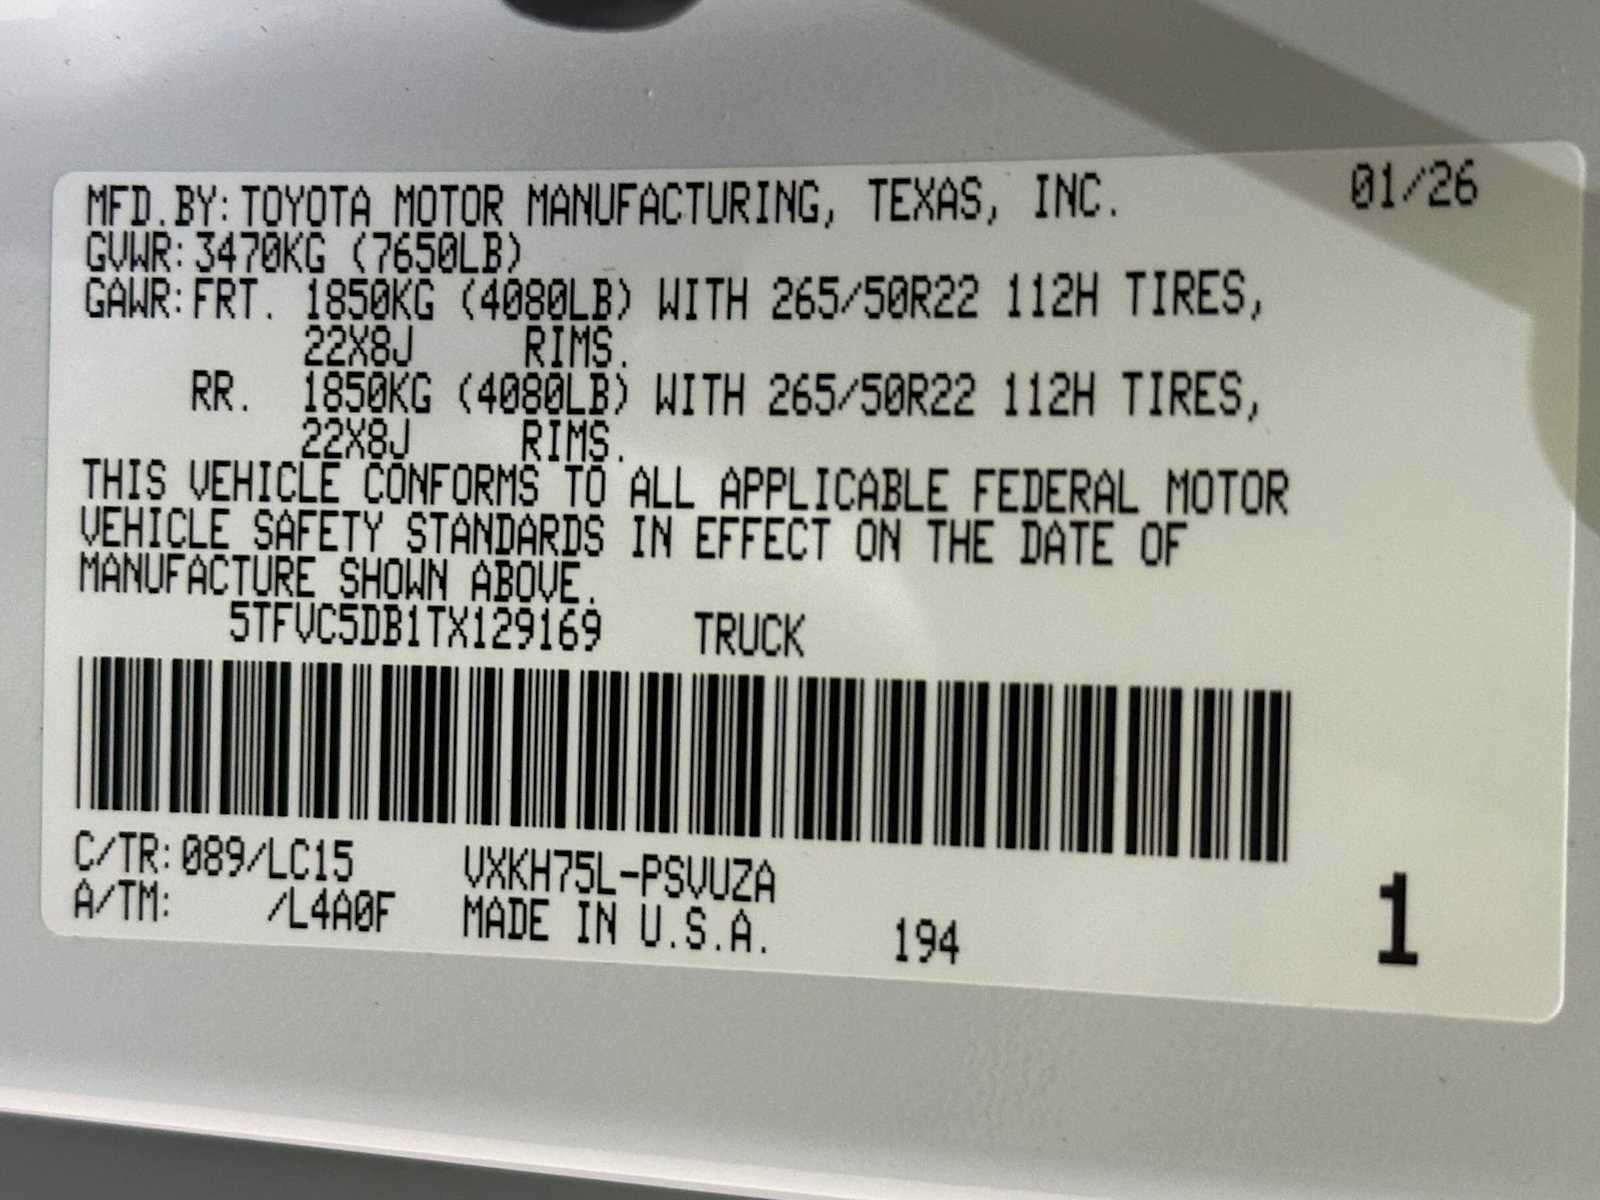 MFD.BY: TOYOTA MOTOR MANUFACTURING, TEXAS, INC. 01/26
GVWR: 3470KG (7650LB)
GAWR: FRT. 1850KG (4080LB) WITH 265/50R22 112H TIRES,
22X8J RIMS.
RR. 1850KG (4080LB) WITH 265/50R22 112H TIRES,
22X8J RIMS.
THIS VEHICLE CONFORMS TO ALL APPLICABLE FEDERAL MOTOR
VEHICLE SAFETY STANDARDS IN EFFECT ON THE DATE OF
MANUFACTURE SHOWN ABOVE.
5TFVC5DB1TX129169 TRUCK
C/TR: 089/LC15 VXKH75L-PSVUZA
A/TM: /L4A0F MADE IN U.S.A. 194 1